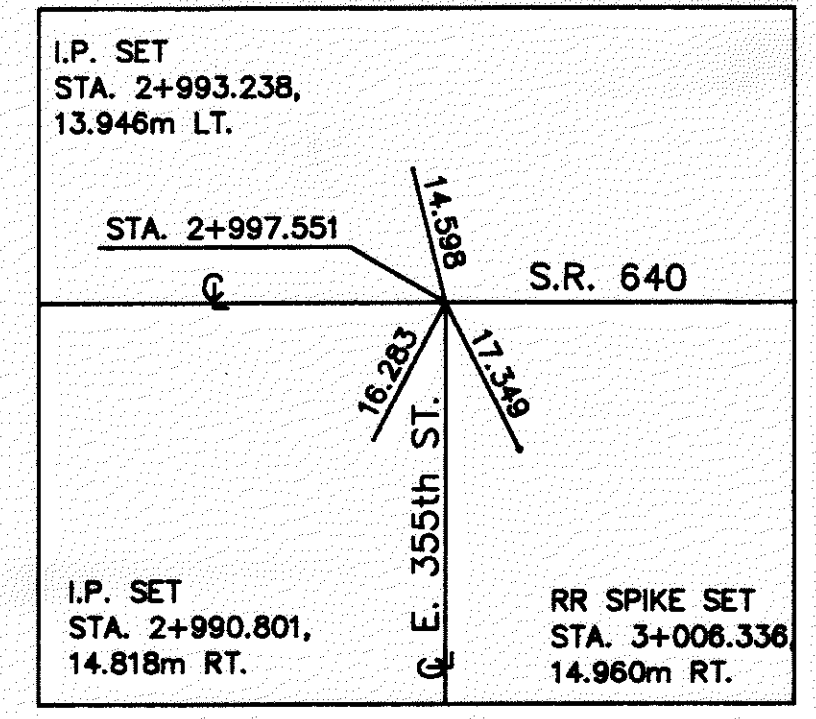 I.P. SET
STA. 2+993.238,
13.946m LT.
14.598
STA. 2+997.551
℄
S.R. 640
16.283
17.349
℄ E. 355th ST.
I.P. SET
STA. 2+990.801,
14.818m RT.
RR SPIKE SET
STA. 3+006.336,
14.960m RT.